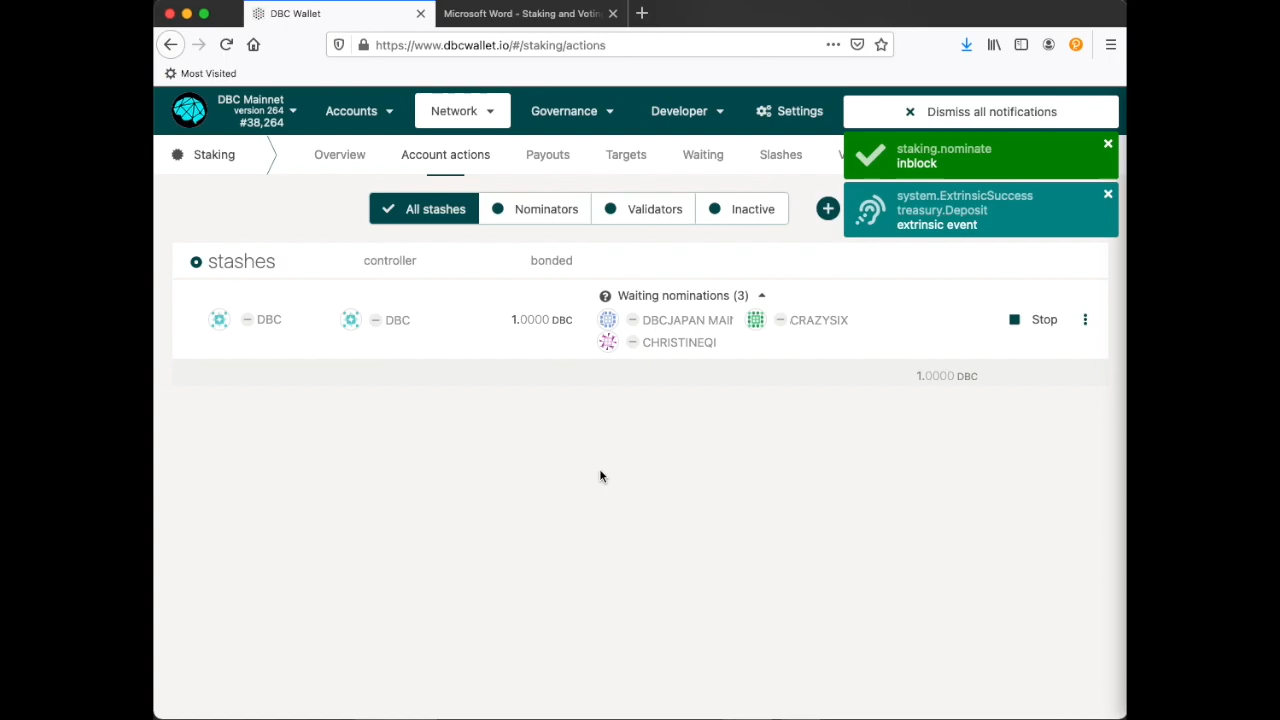 DBC Wallet
Microsoft Word - Staking and Votin
https://www.dbcwallet.io/#/staking/actions
Most Visited
DBC Mainnet
version 264
#38,264
Accounts
Network
Governance
Developer
Settings
Dismiss all notifications
staking.nominate
inblock
system.ExtrinsicSuccess
treasury.Deposit
extrinsic event
Staking
Overview
Account actions
Payouts
Targets
Waiting
Slashes
All stashes
Nominators
Validators
Inactive
stashes
controller
bonded
Waiting nominations (3)
DBC
DBC
1.0000 DBC
DBCJAPAN MAI
CRAZYSIX
CHRISTINEQI
Stop
1.0000 DBC